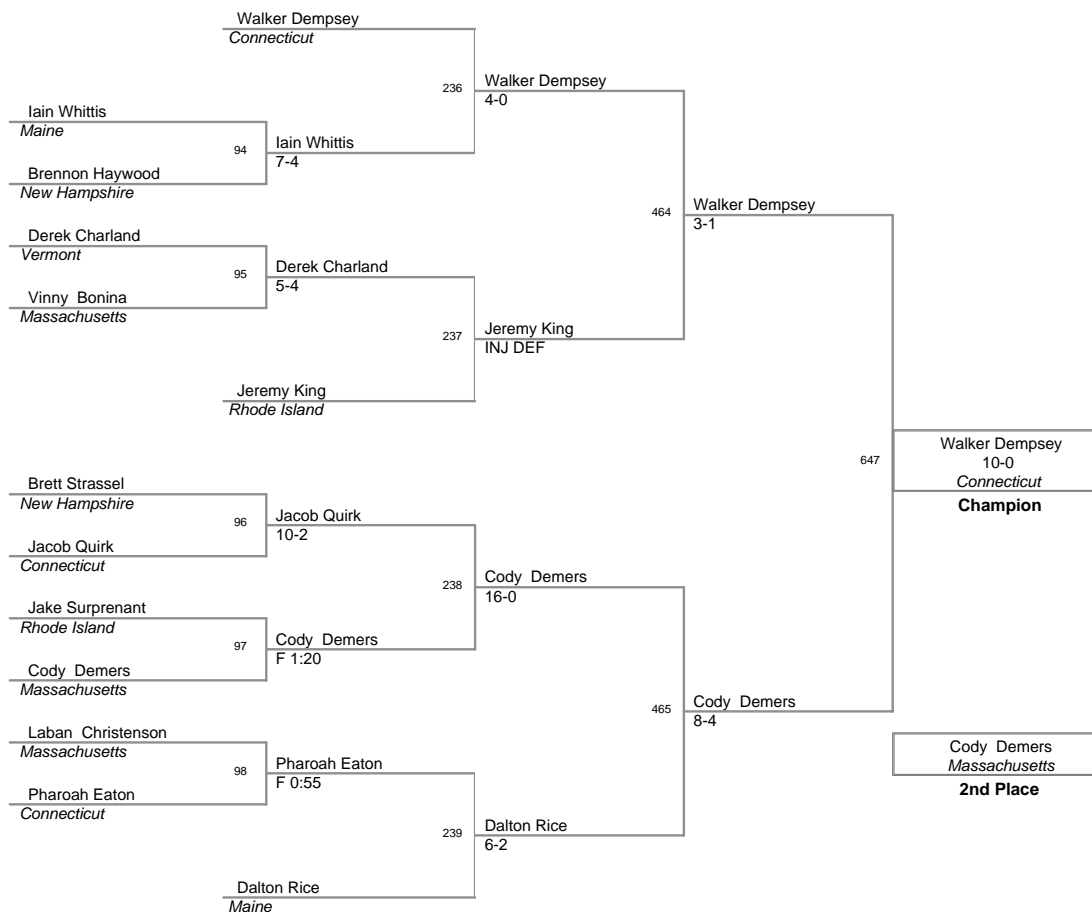 Walker Dempsey
Connecticut
236
Walker Dempsey
4-0
Iain Whittis
Maine
94
Iain Whittis
7-4
Brennon Haywood
New Hampshire
464
Walker Dempsey
3-1
Derek Charland
Vermont
95
Derek Charland
5-4
Vinny Bonina
Massachusetts
237
Jeremy King
INJ DEF
Jeremy King
Rhode Island
647
Walker Dempsey
10-0
Connecticut
Champion
Brett Strassel
New Hampshire
96
Jacob Quirk
10-2
Jacob Quirk
Connecticut
238
Cody Demers
16-0
Jake Surprenant
Rhode Island
97
Cody Demers
F 1:20
Cody Demers
Massachusetts
465
Cody Demers
8-4
Laban Christenson
Massachusetts
98
Pharoah Eaton
F 0:55
Pharoah Eaton
Connecticut
239
Dalton Rice
6-2
Dalton Rice
Maine
Cody Demers
Massachusetts
2nd Place